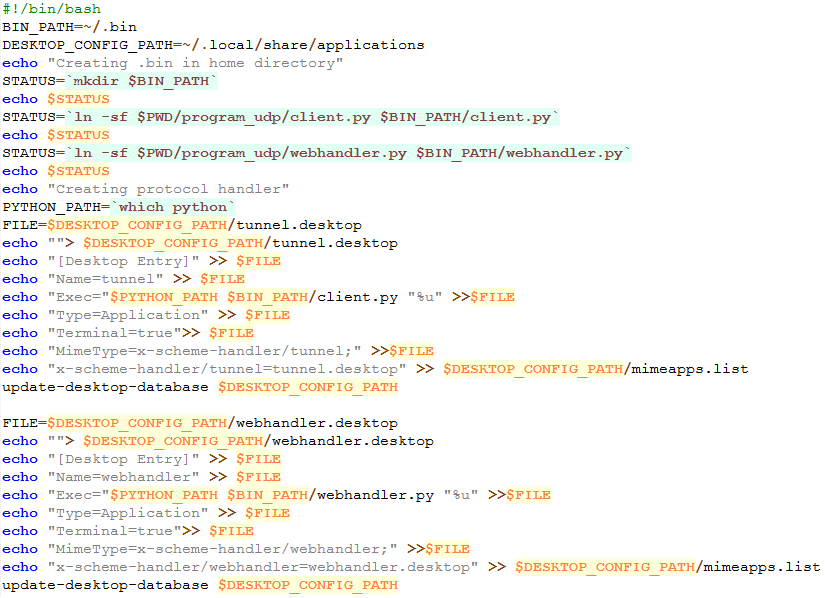 #!/bin/bash
BIN_PATH=~/.bin
DESKTOP_CONFIG_PATH=~/.local/share/applications
echo "Creating .bin in home directory"
STATUS=`mkdir $BIN_PATH`
echo $STATUS
STATUS=`ln -sf $PWD/program_udp/client.py $BIN_PATH/client.py`
echo $STATUS
STATUS=`ln -sf $PWD/program_udp/webhandler.py $BIN_PATH/webhandler.py`
echo $STATUS
echo "Creating protocol handler"
PYTHON_PATH=`which python`
FILE=$DESKTOP_CONFIG_PATH/tunnel.desktop
echo ""> $DESKTOP_CONFIG_PATH/tunnel.desktop
echo "[Desktop Entry]" >> $FILE
echo "Name=tunnel" >> $FILE
echo "Exec="$PYTHON_PATH $BIN_PATH/client.py "%u" >>$FILE
echo "Type=Application" >> $FILE
echo "Terminal=true">> $FILE
echo "MimeType=x-scheme-handler/tunnel;" >>$FILE
echo "x-scheme-handler/tunnel=tunnel.desktop" >> $DESKTOP_CONFIG_PATH/mimeapps.list
update-desktop-database $DESKTOP_CONFIG_PATH

FILE=$DESKTOP_CONFIG_PATH/webhandler.desktop
echo ""> $DESKTOP_CONFIG_PATH/webhandler.desktop
echo "[Desktop Entry]" >> $FILE
echo "Name=webhandler" >> $FILE
echo "Exec="$PYTHON_PATH $BIN_PATH/webhandler.py "%u" >>$FILE
echo "Type=Application" >> $FILE
echo "Terminal=true">> $FILE
echo "MimeType=x-scheme-handler/webhandler;" >>$FILE
echo "x-scheme-handler/webhandler=webhandler.desktop" >> $DESKTOP_CONFIG_PATH/mimeapps.list
update-desktop-database $DESKTOP_CONFIG_PATH